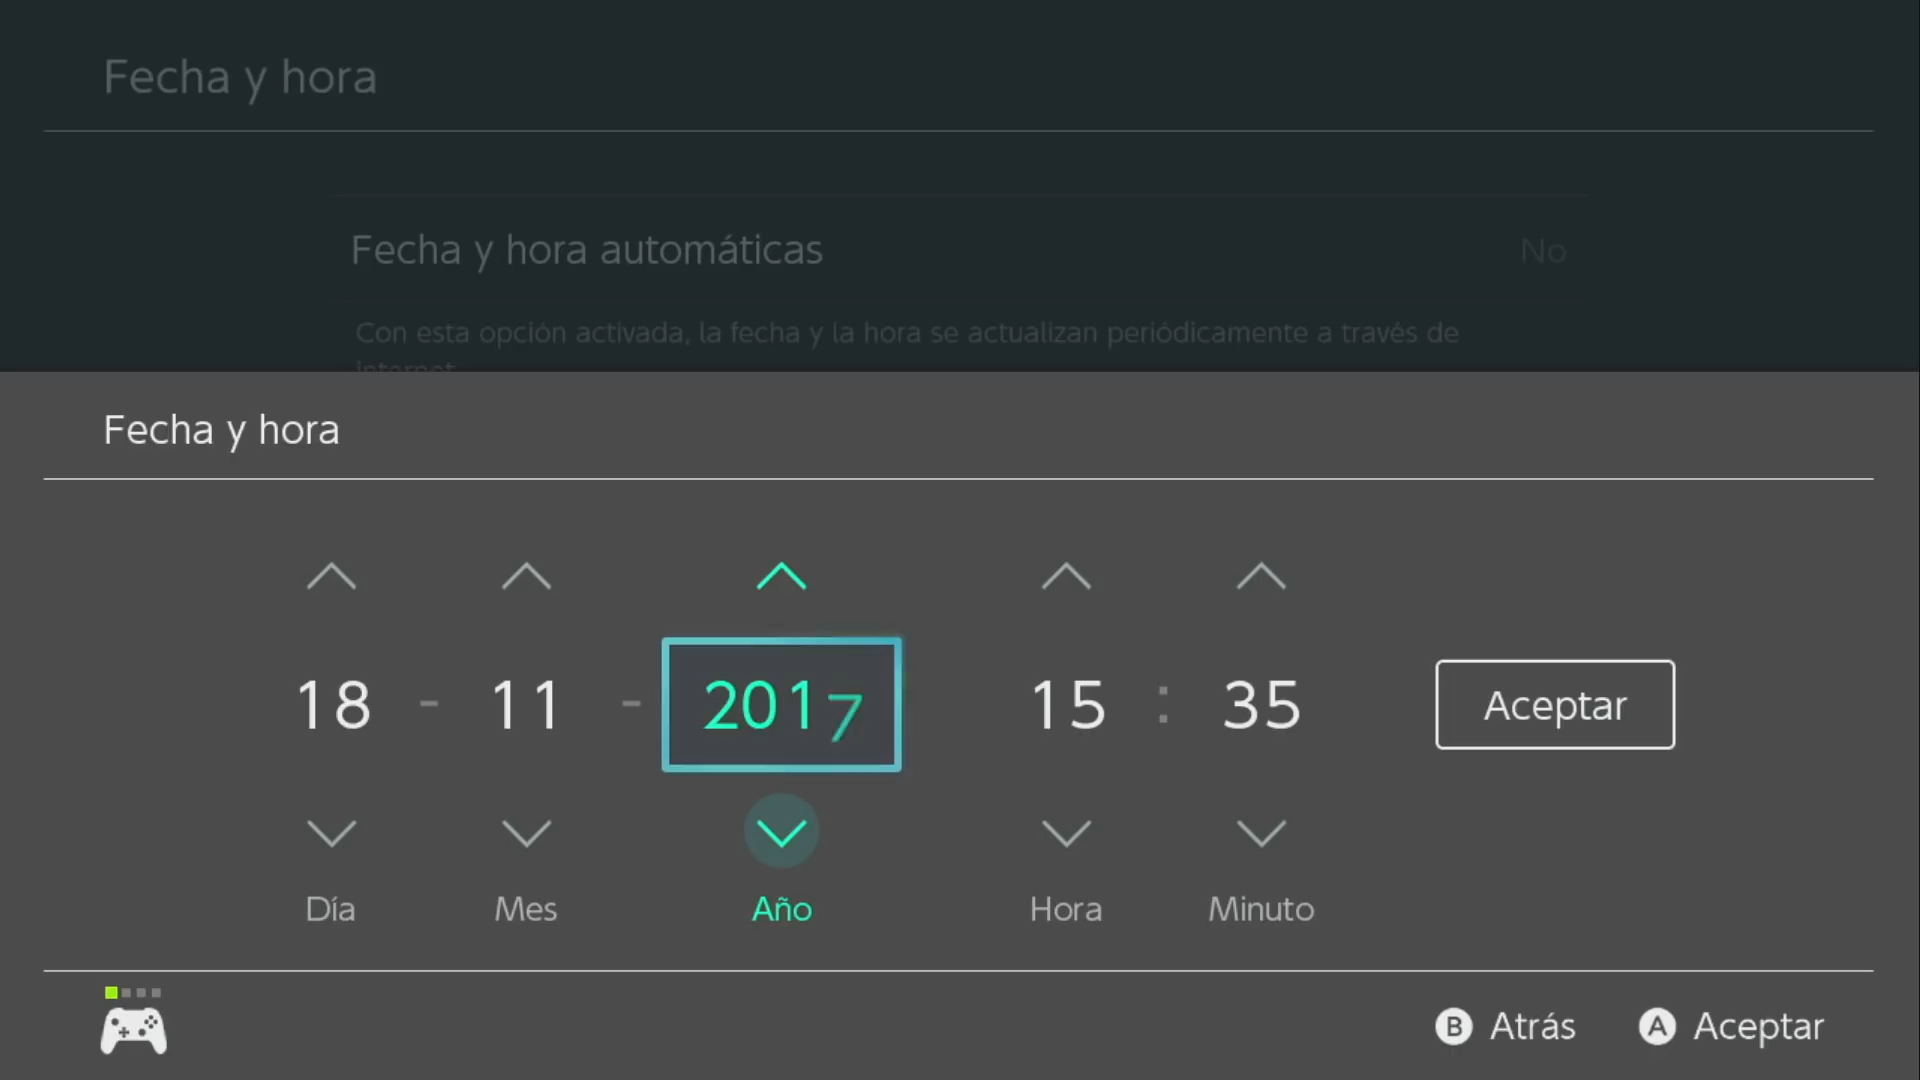 Fecha y hora
Fecha y hora automáticas No
Con esta opción activada, la fecha y la hora se actualizan periódicamente a través de
internet.
Fecha y hora
18 - 11 - 2017 15 : 35 Aceptar
Día Mes Año Hora Minuto
B Atrás A Aceptar